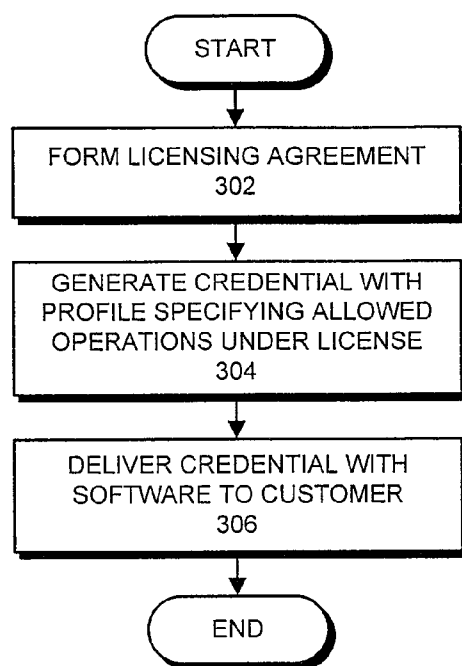 START
FORM LICENSING AGREEMENT
302
GENERATE CREDENTIAL WITH
PROFILE SPECIFYING ALLOWED
OPERATIONS UNDER LICENSE
304
DELIVER CREDENTIAL WITH
SOFTWARE TO CUSTOMER
306
END